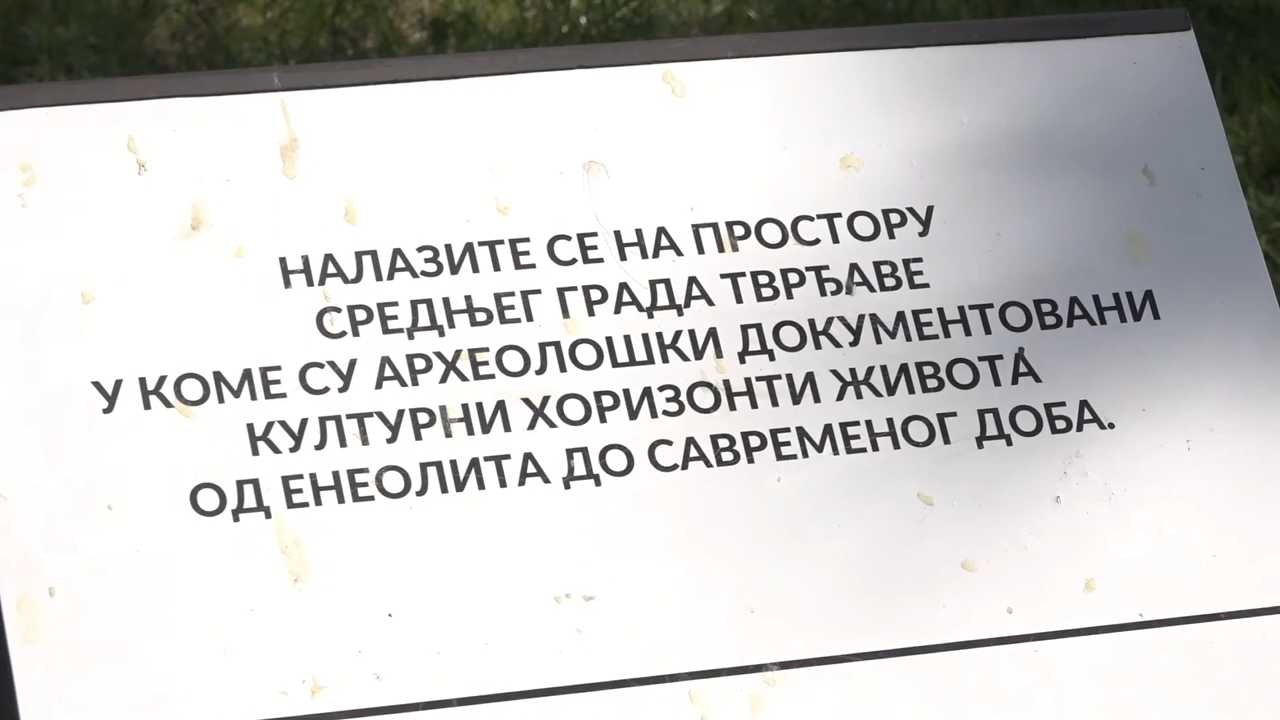 НАЛАЗИТЕ СЕ НА ПРОСТОРУ
СРЕДЊЕГ ГРАДА ТВРЂАВЕ
У КОМЕ СУ АРХЕОЛОШКИ ДОКУМЕНТОВАНИ
КУЛТУРНИ ХОРИЗОНТИ ЖИВОТА
ОД ЕНЕОЛИТА ДО САВРЕМЕНОГ ДОБА.